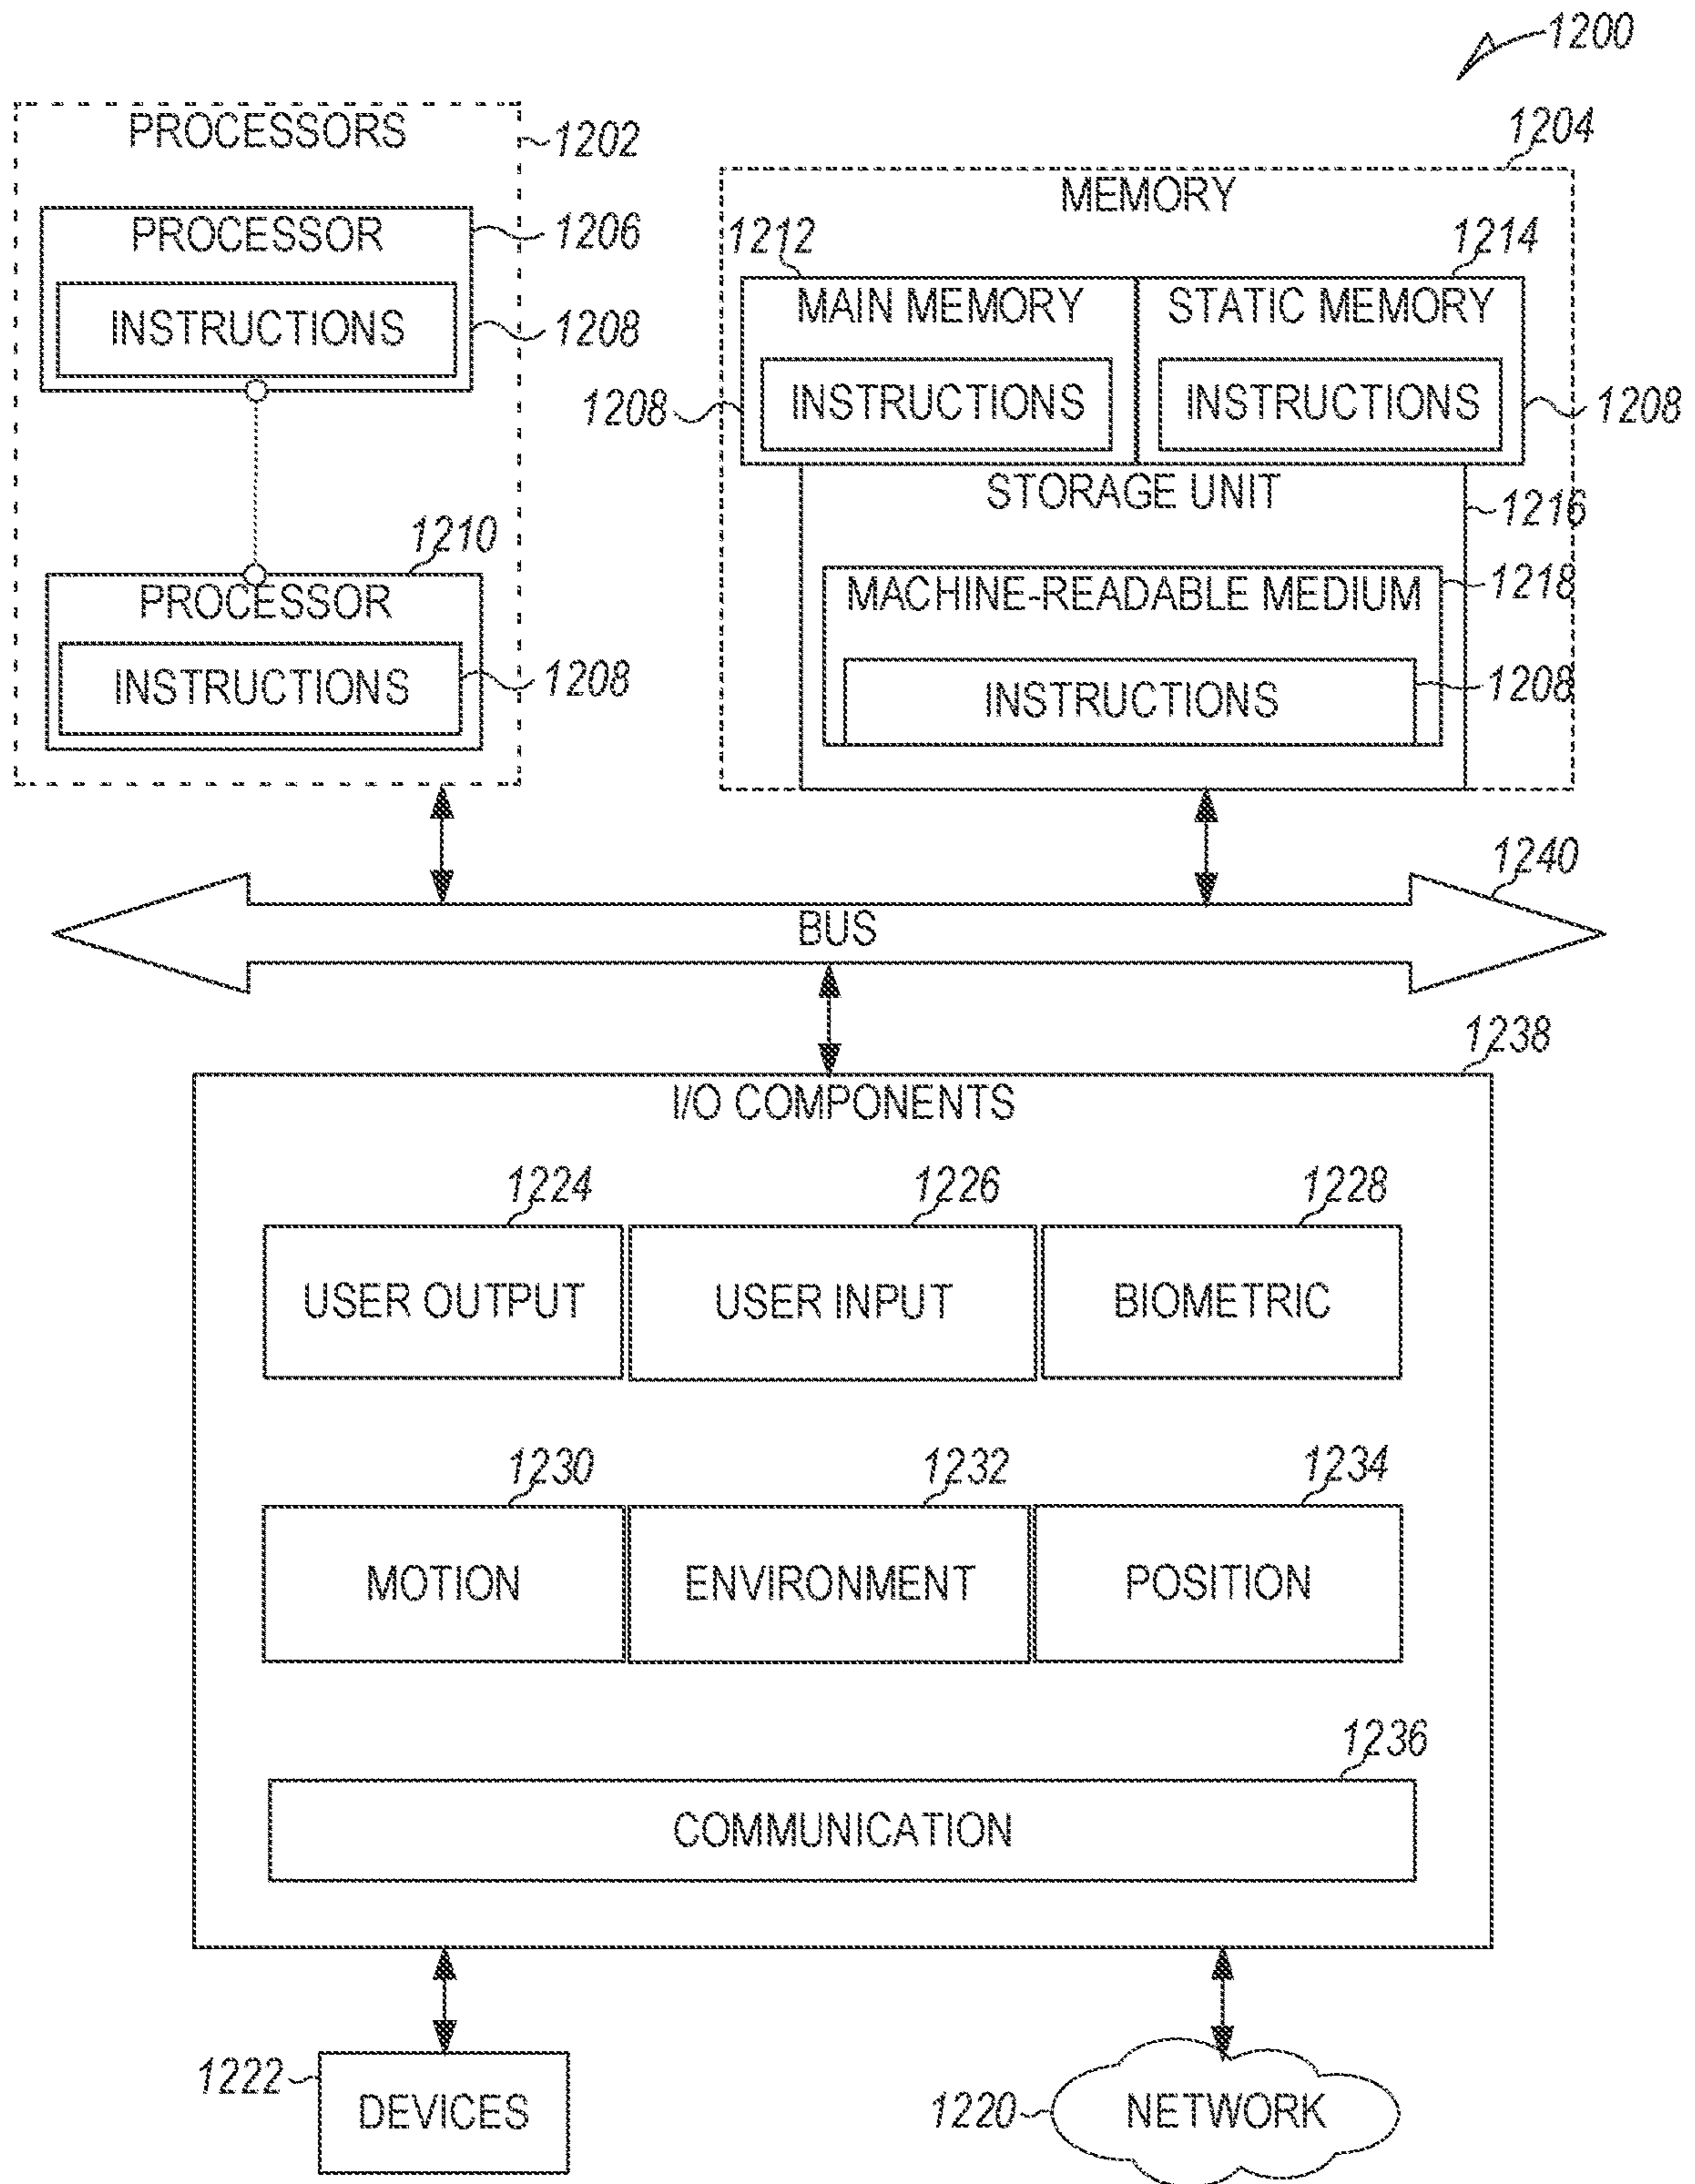 1200
PROCESSORS
1202
1204
MEMORY
PROCESSOR
1206
1212
1214
INSTRUCTIONS
1208
MAIN MEMORY
STATIC MEMORY
1208
INSTRUCTIONS
INSTRUCTIONS
1208
STORAGE UNIT
1216
1210
PROCESSOR
MACHINE-READABLE MEDIUM
1218
INSTRUCTIONS
1208
INSTRUCTIONS
1208
1240
BUS
1238
I/O COMPONENTS
1224
1226
1228
USER OUTPUT
USER INPUT
BIOMETRIC
1230
1232
1234
MOTION
ENVIRONMENT
POSITION
1236
COMMUNICATION
1222
DEVICES
1220
NETWORK